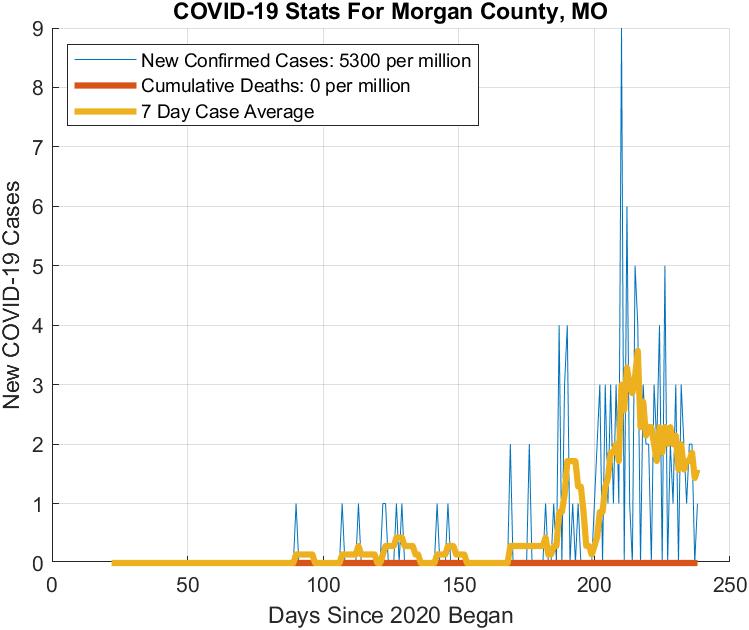 COVID-19 Stats For Morgan County, MO
New Confirmed Cases: 5300 per million
Cumulative Deaths: 0 per million
7 Day Case Average
New COVID-19 Cases
9
8
7
6
5
4
3
2
1
0
0 50 100 150 200 250
Days Since 2020 Began